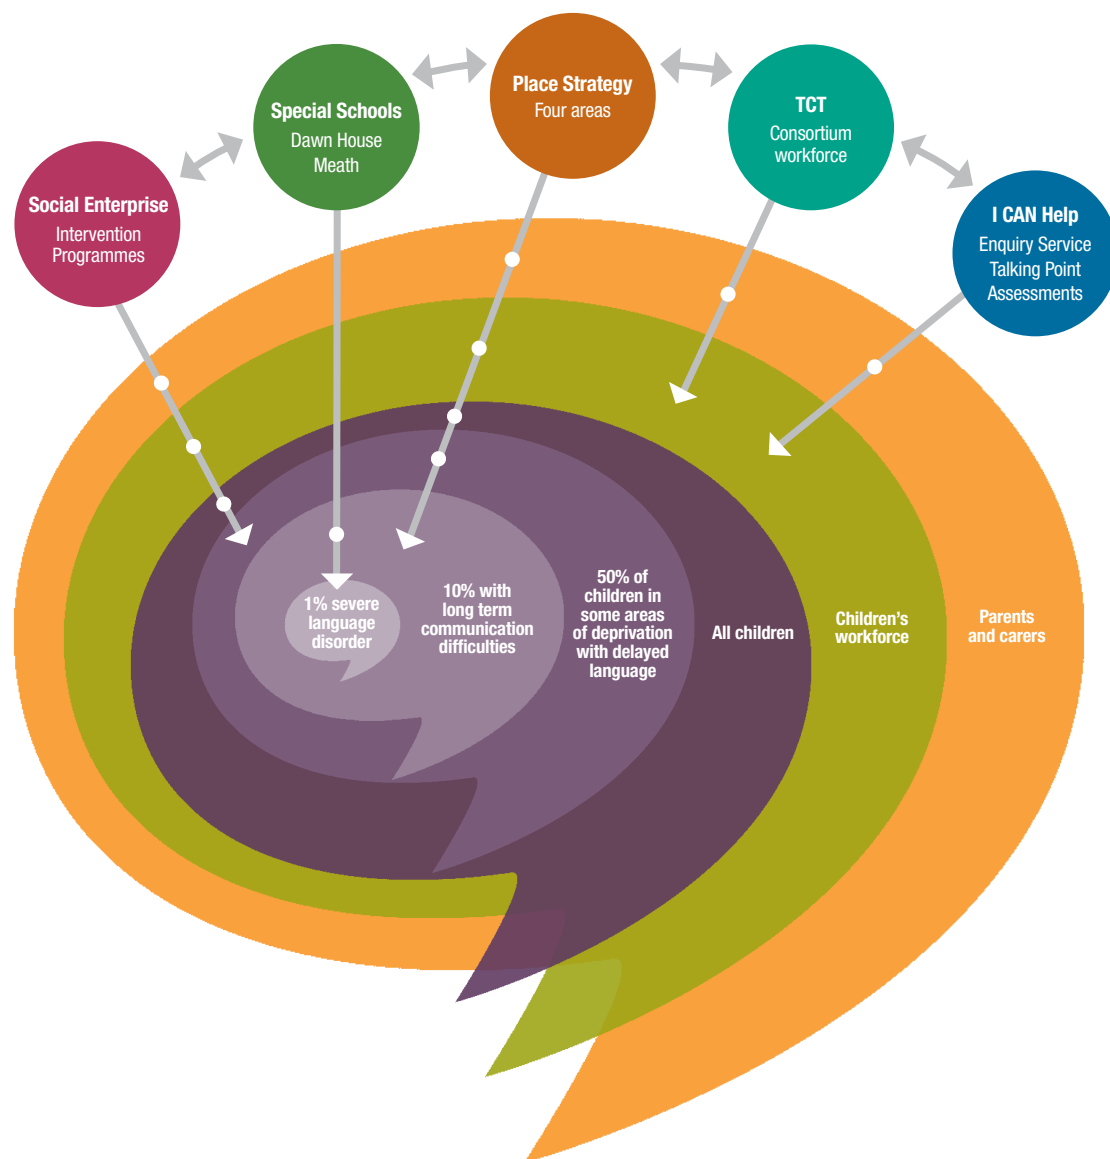 Place Strategy
Four areas
Special Schools
Dawn House
Meath
TCT
Consortium
workforce
Social Enterprise
Intervention
Programmes
I CAN Help
Enquiry Service
Talking Point
Assessments
1% severe
language
disorder
10% with
long term
communication
difficulties
50% of
children in
some areas
of deprivation
with delayed
language
All children
Children’s
workforce
Parents
and carers